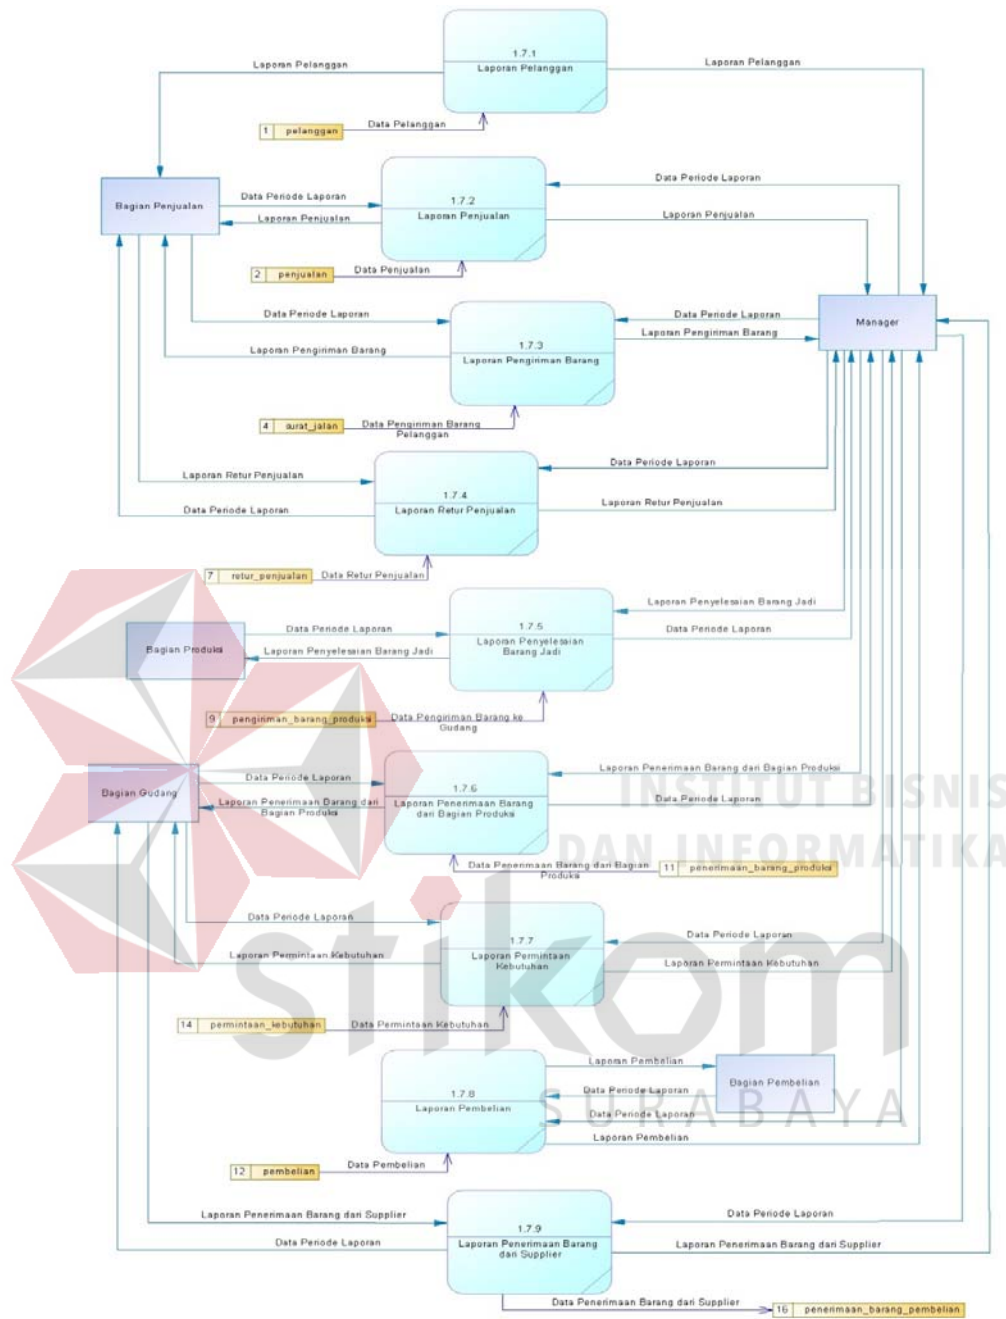 1.7.1
Laporan Pelanggan
Laporan Pelanggan
Laporan Pelanggan
1 pelanggan
Data Pelanggan
Bagian Penjualan
Data Periode Laporan
Laporan Penjualan
1.7.2
Laporan Penjualan
Data Periode Laporan
Laporan Penjualan
2 penjualan
Data Penjualan
Data Periode Laporan
Laporan Pengiriman Barang
1.7.3
Laporan Pengiriman Barang
Data Periode Laporan
Laporan Pengiriman Barang
Manager
4 surat_jalan
Data Pengiriman Barang
Pelanggan
Laporan Retur Penjualan
Data Periode Laporan
1.7.4
Laporan Retur Penjualan
Data Periode Laporan
Laporan Retur Penjualan
7 retur_penjualan
Data Retur Penjualan
Bagian Produksi
Data Periode Laporan
Laporan Penyelesaian Barang Jadi
1.7.5
Laporan Penyelesaian
Barang Jadi
Laporan Penyelesaian Barang Jadi
Data Periode Laporan
9 pengiriman_barang_produksi
Data Pengiriman Barang ke
Gudang
Bagian Gudang
Data Periode Laporan
Laporan Penerimaan Barang dari
Bagian Produksi
1.7.6
Laporan Penerimaan Barang
dari Bagian Produksi
Laporan Penerimaan Barang dari Bagian Produksi
Data Periode Laporan
INSTITUT BISNIS
DAN INFORMATIKA
Data Penerimaan Barang dari Bagian
Produksi
11 penerimaan_barang_produksi
Data Periode Laporan
Laporan Permintaan Kebutuhan
1.7.7
Laporan Permintaan
Kebutuhan
Data Periode Laporan
Laporan Permintaan Kebutuhan
stikom
14 permintaan_kebutuhan
Data Permintaan Kebutuhan
1.7.8
Laporan Pembelian
Laporan Pembelian
Data Periode Laporan
Data Periode Laporan
Laporan Pembelian
Bagian Pembelian
SURABAYA
12 pembelian
Data Pembelian
Laporan Penerimaan Barang dari Supplier
Data Periode Laporan
1.7.9
Laporan Penerimaan Barang
dari Supplier
Data Periode Laporan
Laporan Penerimaan Barang dari Supplier
Data Penerimaan Barang dari Supplier
16 penerimaan_barang_pembelian